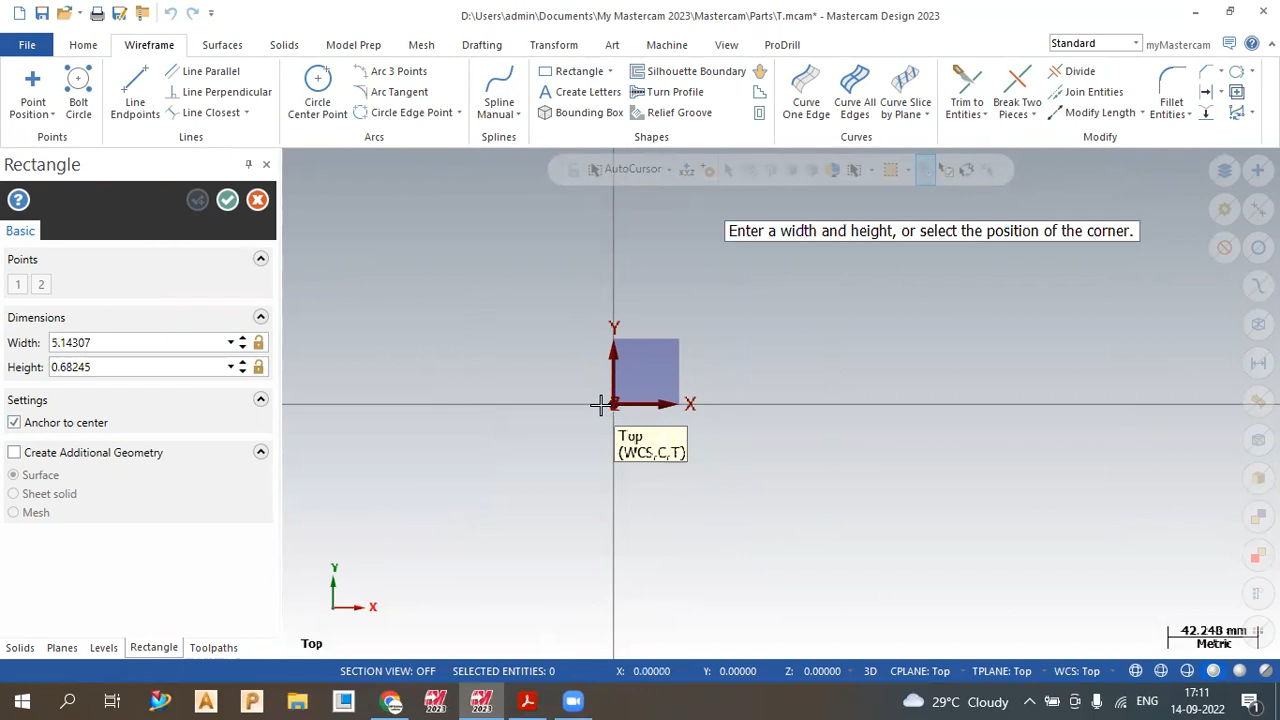 D:\Users\admin\Documents\My Mastercam 2023\Mastercam\Parts\T.mcam* - Mastercam Design 2023
File Home Wireframe Surfaces Solids Model Prep Mesh Drafting Transform Art Machine View ProDrill Standard myMastercam
Point Position
Bolt Circle
Points
Line Endpoints
Line Parallel
Line Perpendicular
Line Closest
Lines
Circle Center Point
Arc 3 Points
Arc Tangent
Circle Edge Point
Arcs
Spline Manual
Splines
Rectangle
Create Letters
Bounding Box
Silhouette Boundary
Turn Profile
Relief Groove
Shapes
Curve One Edge
Curve All Edges
Curve Slice by Plane
Curves
Trim to Entities
Break Two Pieces
Divide
Join Entities
Modify Length
Fillet Entities
Modify
Rectangle
Basic
Points
1 2
Dimensions
Width: 5.14307
Height: 0.68245
Settings
Anchor to center
Create Additional Geometry
Surface
Sheet solid
Mesh
AutoCursor
Enter a width and height, or select the position of the corner.
Y
X
Top
(WCS,C,T)
Y
X
Top
42.248 mm
Metric
Solids Planes Levels Rectangle Toolpaths
SECTION VIEW: OFF SELECTED ENTITIES: 0 X: 0.00000 Y: 0.00000 Z: 0.00000 3D CPLANE: Top TPLANE: Top WCS: Top
29°C Cloudy ENG 17:11
14-09-2022